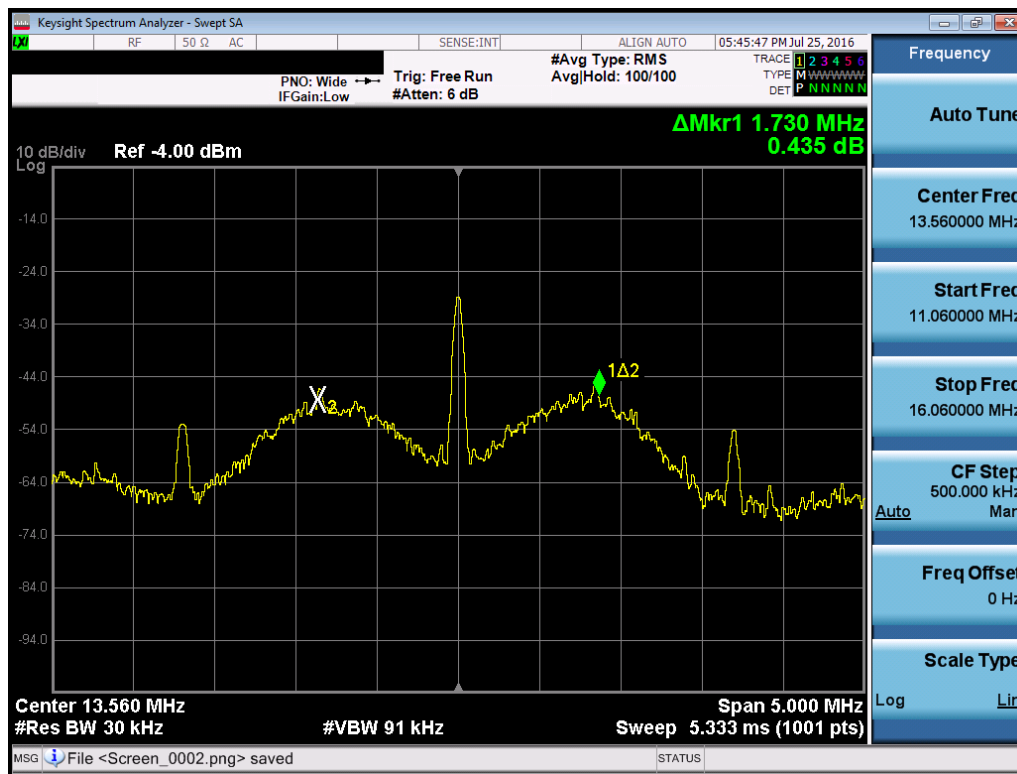 Keysight Spectrum Analyzer - Swept SA
LXI RF 50 Ω AC SENSE:INT ALIGN AUTO 05:45:47 PM Jul 25, 2016
PNO: Wide
IFGain:Low
Trig: Free Run
#Atten: 6 dB
#Avg Type: RMS
Avg|Hold: 100/100
TRACE 1 2 3 4 5 6
TYPE M W W W W W
DET P N N N N N
ΔMkr1 1.730 MHz
0.435 dB
10 dB/div
Log
Ref -4.00 dBm
-14.0
-24.0
-34.0
-44.0
-54.0
-64.0
-74.0
-84.0
-94.0
X2
1Δ2
Center 13.560 MHz
#Res BW 30 kHz
#VBW 91 kHz
Span 5.000 MHz
Sweep 5.333 ms (1001 pts)
MSG File <Screen_0002.png> saved
STATUS
Frequency
Auto Tune
Center Freq
13.560000 MHz
Start Freq
11.060000 MHz
Stop Freq
16.060000 MHz
CF Step
500.000 kHz
Auto Man
Freq Offset
0 Hz
Scale Type
Log Lin